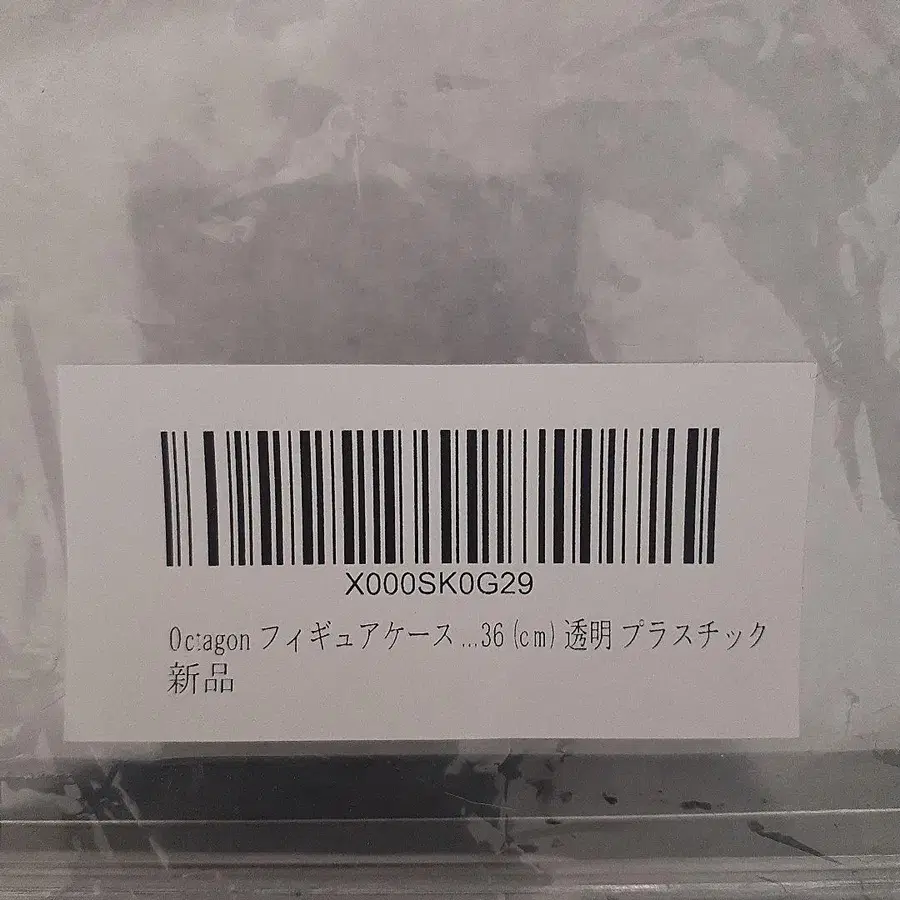 X000SK0G29
Octagon フィギュアケース ...36(cm) 透明 プラスチック
新品